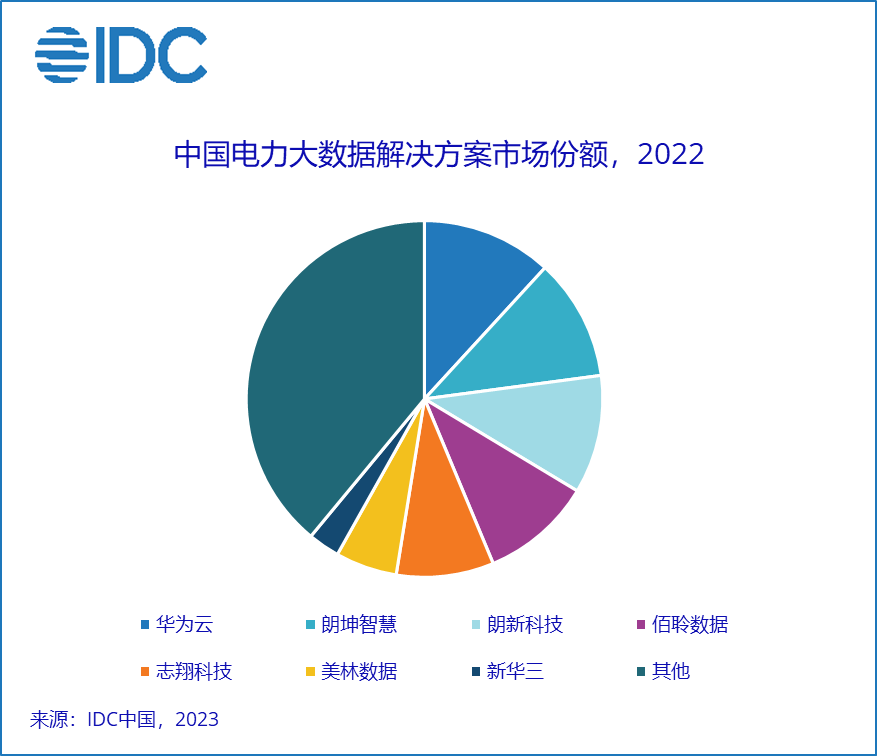 IDC
中国电力大数据解决方案市场份额，2022
华为云 朗坤智慧 朗新科技 佰聆数据
志翔科技 美林数据 新华三 其他
来源：IDC中国，2023